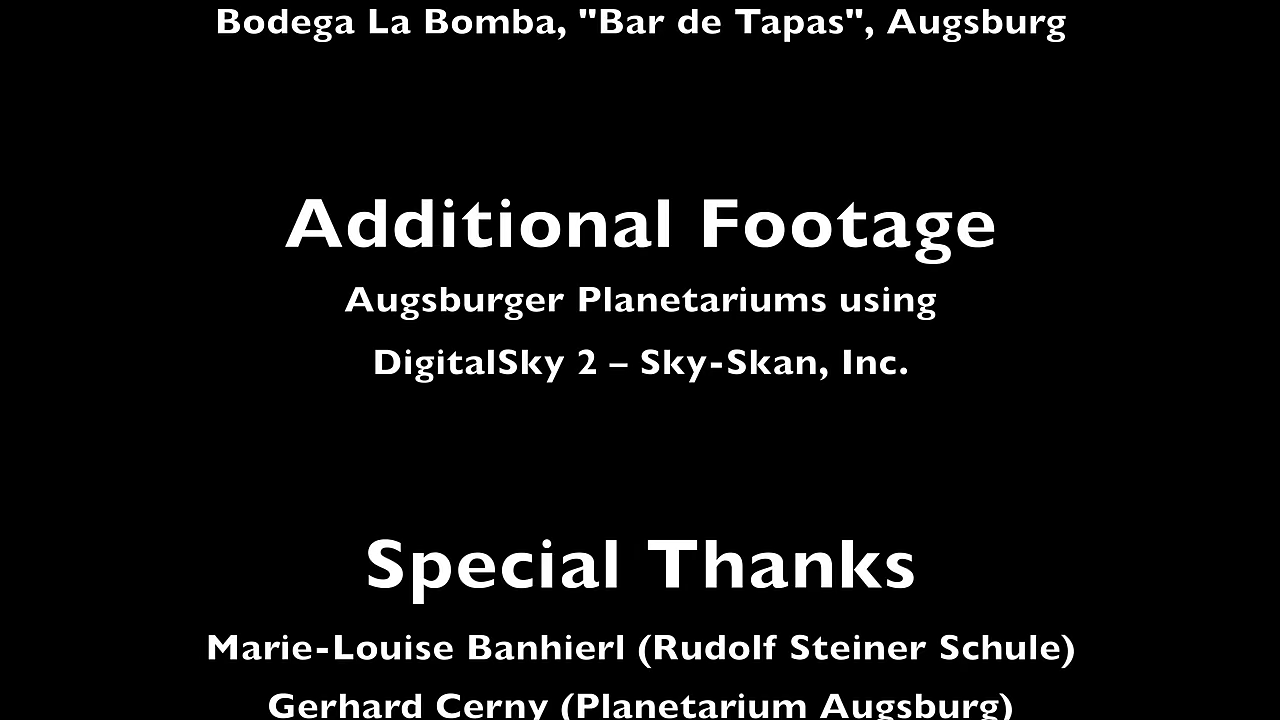 Bodega La Bomba, "Bar de Tapas", Augsburg
Additional Footage
Augsburger Planetariums using
DigitalSky 2 – Sky-Skan, Inc.
Special Thanks
Marie-Louise Banhierl (Rudolf Steiner Schule)
Gerhard Cerny (Planetarium Augsburg)